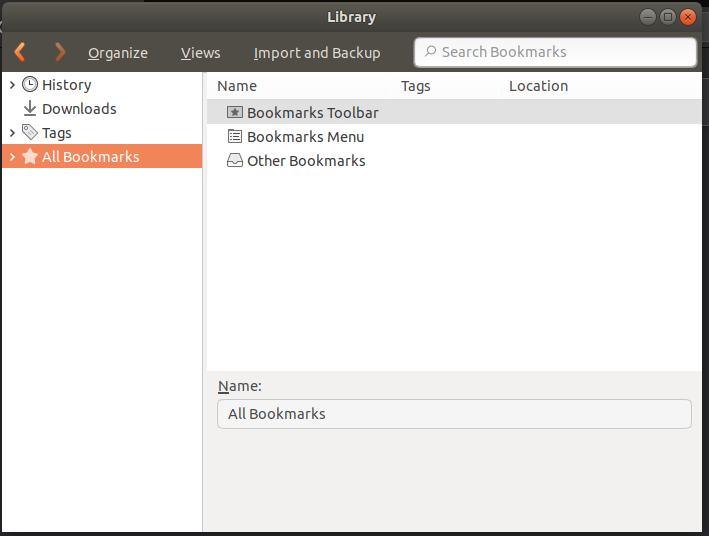 Library
Organize Views Import and Backup Search Bookmarks
History
Downloads
Tags
All Bookmarks
Name Tags Location
Bookmarks Toolbar
Bookmarks Menu
Other Bookmarks
Name:
All Bookmarks